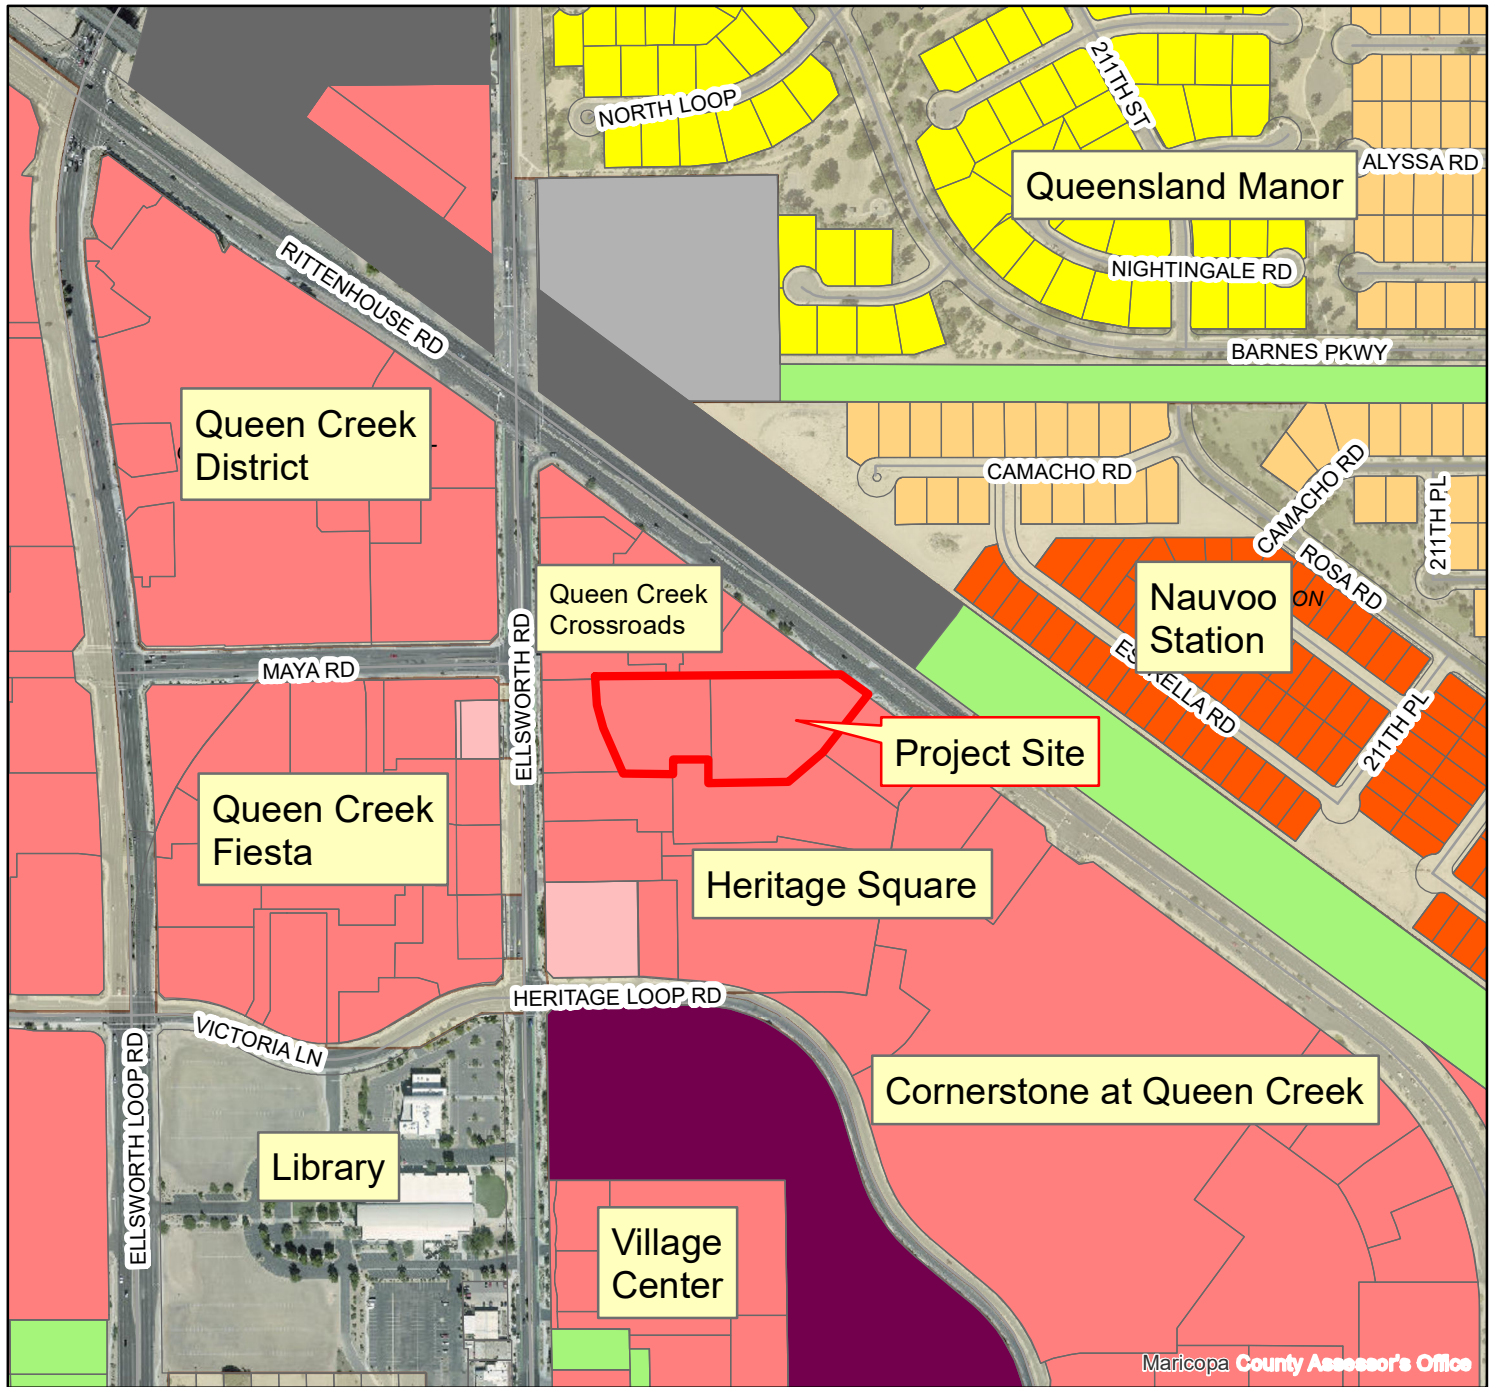 NORTH LOOP
211TH ST
ALYSSA RD
Queensland Manor
NIGHTINGALE RD
BARNES PKWY
RITTENHOUSE RD
Queen Creek
District
CAMACHO RD
CAMACHO RD
211TH PL
ROSA RD
Nauvoo
Station
ON
Queen Creek
Crossroads
ELLSWORTH RD
MAYA RD
211TH PL
Project Site
Queen Creek
Fiesta
Heritage Square
HERITAGE LOOP RD
VICTORIA LN
ELLSWORTH LOOP RD
Cornerstone at Queen Creek
Library
Village
Center
Maricopa County Assessor's Office